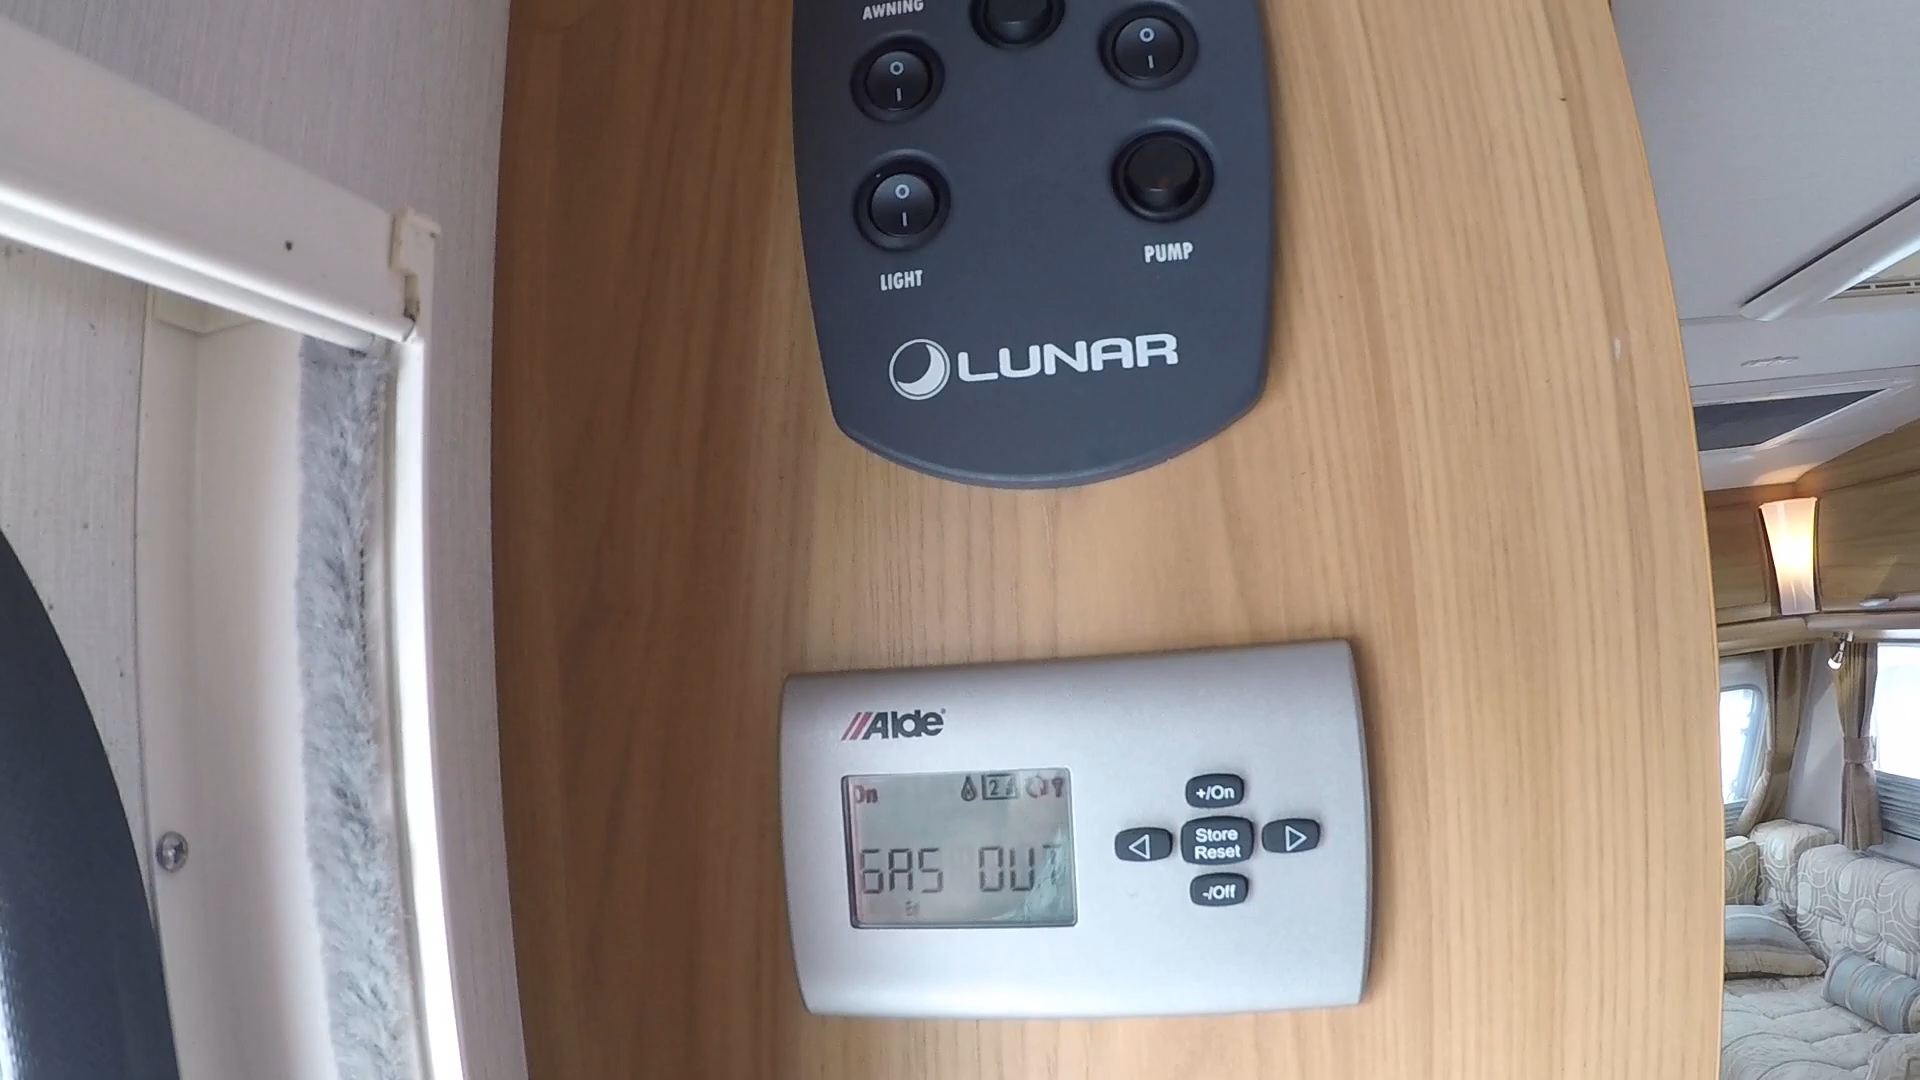 AWNING
O
I
O
I
O
I
LIGHT
PUMP
LUNAR
Alde
On
GAS OUT
+/On
Store
Reset
-/Off